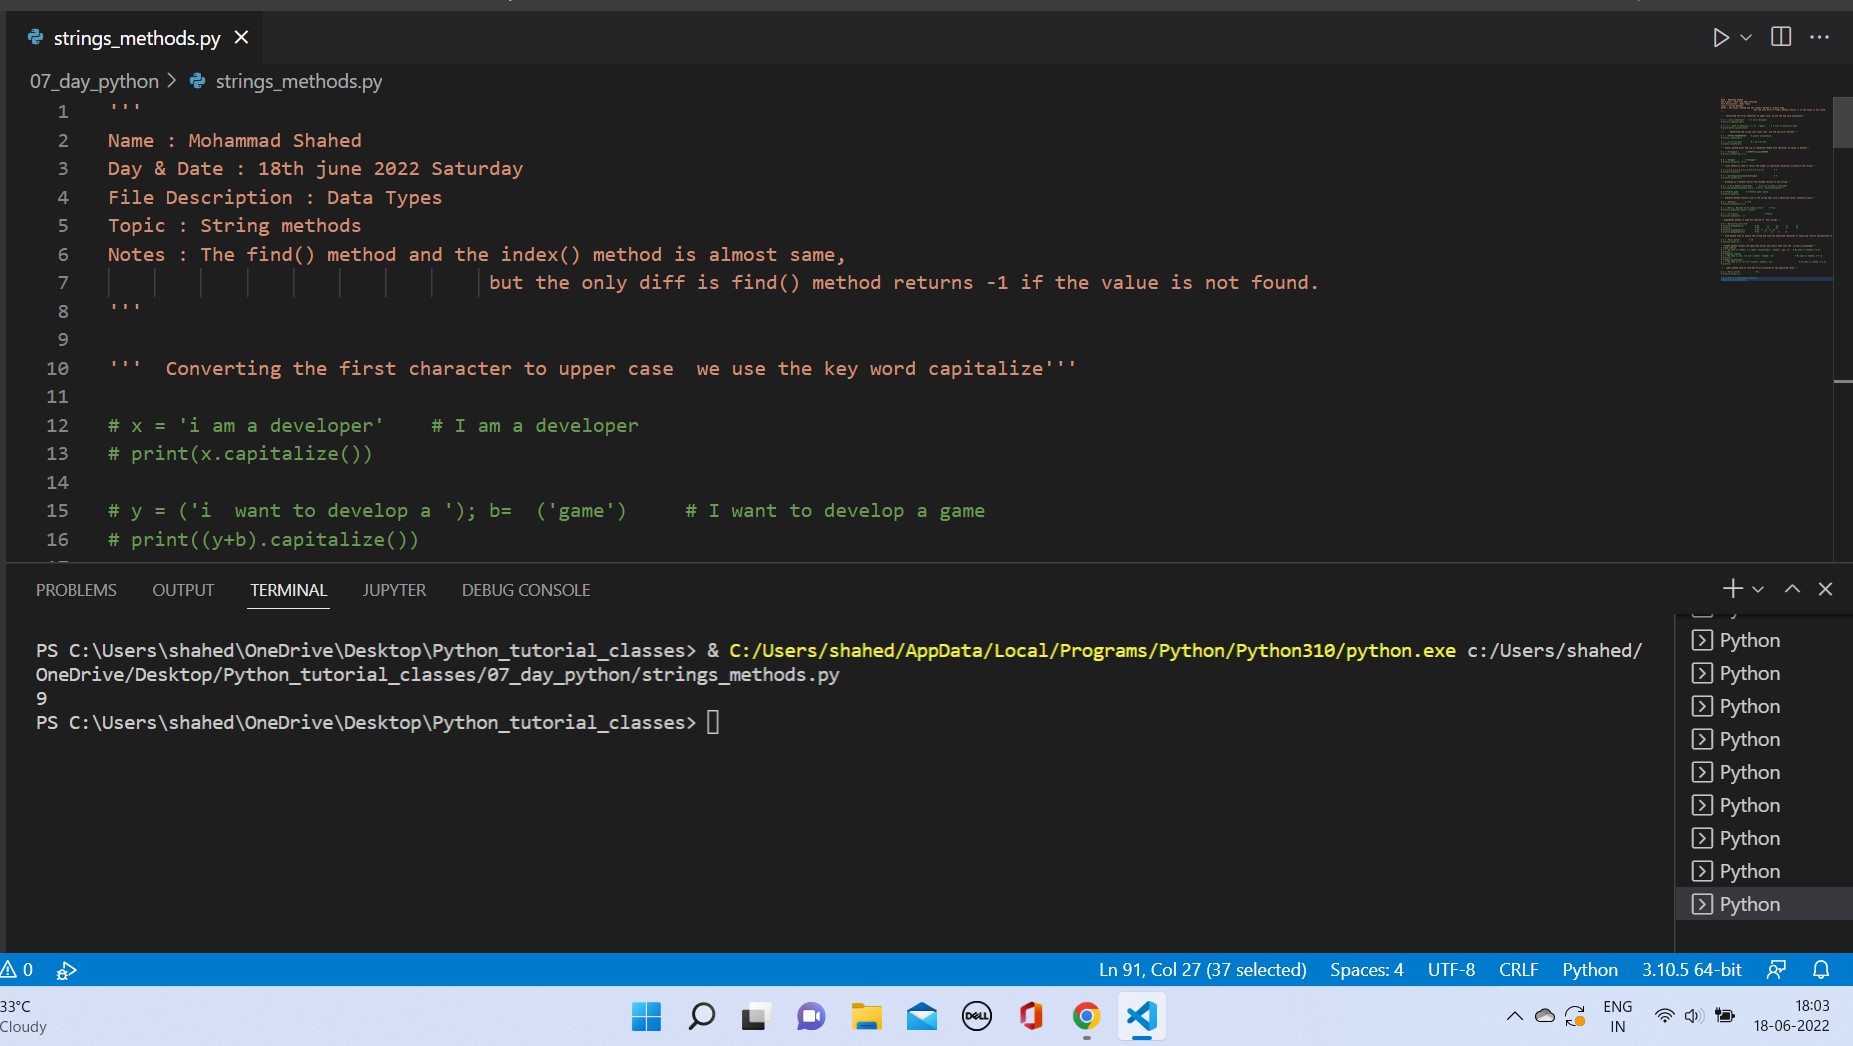 strings_methods.py
07_day_python > strings_methods.py
1 '''
2 Name : Mohammad Shahed
3 Day & Date : 18th june 2022 Saturday
4 File Description : Data Types
5 Topic : String methods
6 Notes : The find() method and the index() method is almost same,
7 but the only diff is find() method returns -1 if the value is not found.
8 '''
9
10 '''  Converting the first character to upper case  we use the key word capitalize'''
11
12 # x = 'i am a developer'    # I am a developer
13 # print(x.capitalize())
14
15 # y = ('i  want to develop a '); b=  ('game')     # I want to develop a game
16 # print((y+b).capitalize())
PROBLEMS OUTPUT TERMINAL JUPYTER DEBUG CONSOLE
PS C:\Users\shahed\OneDrive\Desktop\Python_tutorial_classes> & C:/Users/shahed/AppData/Local/Programs/Python/Python310/python.exe c:/Users/shahed/
OneDrive/Desktop/Python_tutorial_classes/07_day_python/strings_methods.py
9
PS C:\Users\shahed\OneDrive\Desktop\Python_tutorial_classes>
Python
Python
Python
Python
Python
Python
Python
Python
Python
0 Ln 91, Col 27 (37 selected) Spaces: 4 UTF-8 CRLF Python 3.10.5 64-bit
33°C
Cloudy
DELL
ENG
IN
18:03
18-06-2022